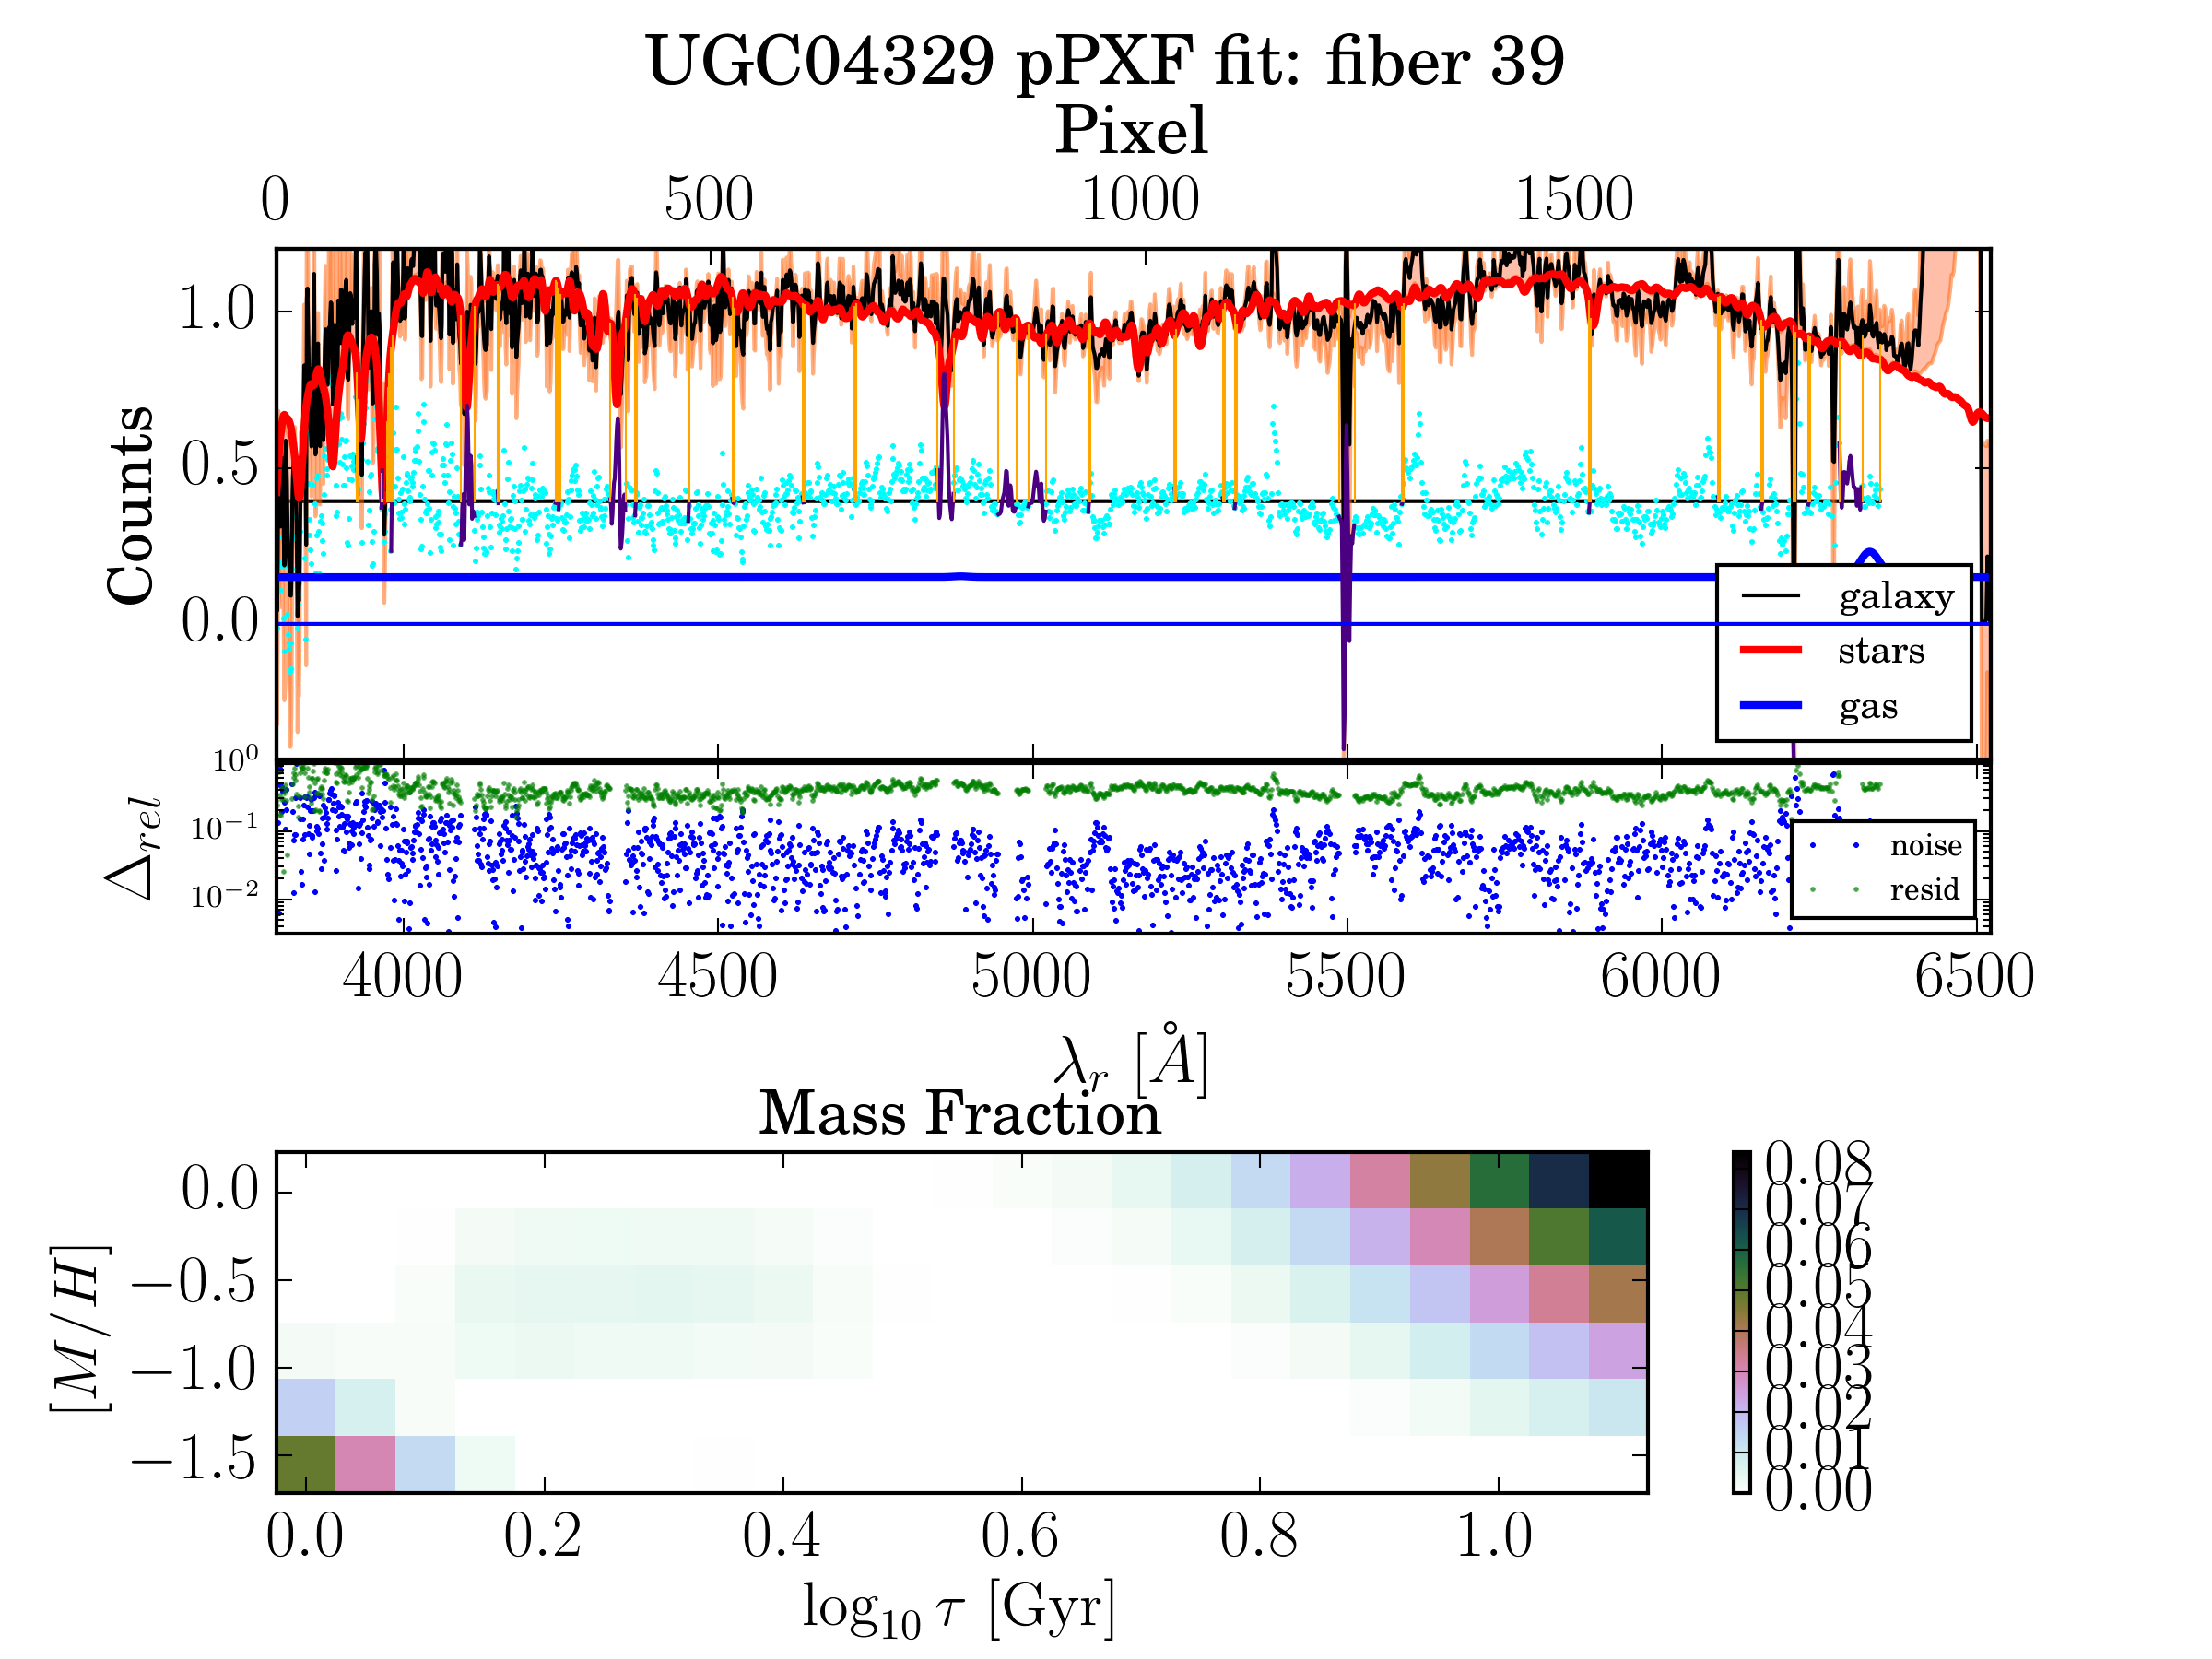 UGC04329 pPXF fit: fiber 39
Pixel
0 500 1000 1500
1.0
0.5
0.0
Counts
galaxy
stars
gas
10⁰
10⁻¹
10⁻²
Δrel
noise
resid
4000 4500 5000 5500 6000 6500
λr [Å]
Mass Fraction
0.0
−0.5
−1.0
−1.5
[M/H]
0.08
0.07
0.06
0.05
0.04
0.03
0.02
0.01
0.00
0.0 0.2 0.4 0.6 0.8 1.0
log₁₀ τ [Gyr]